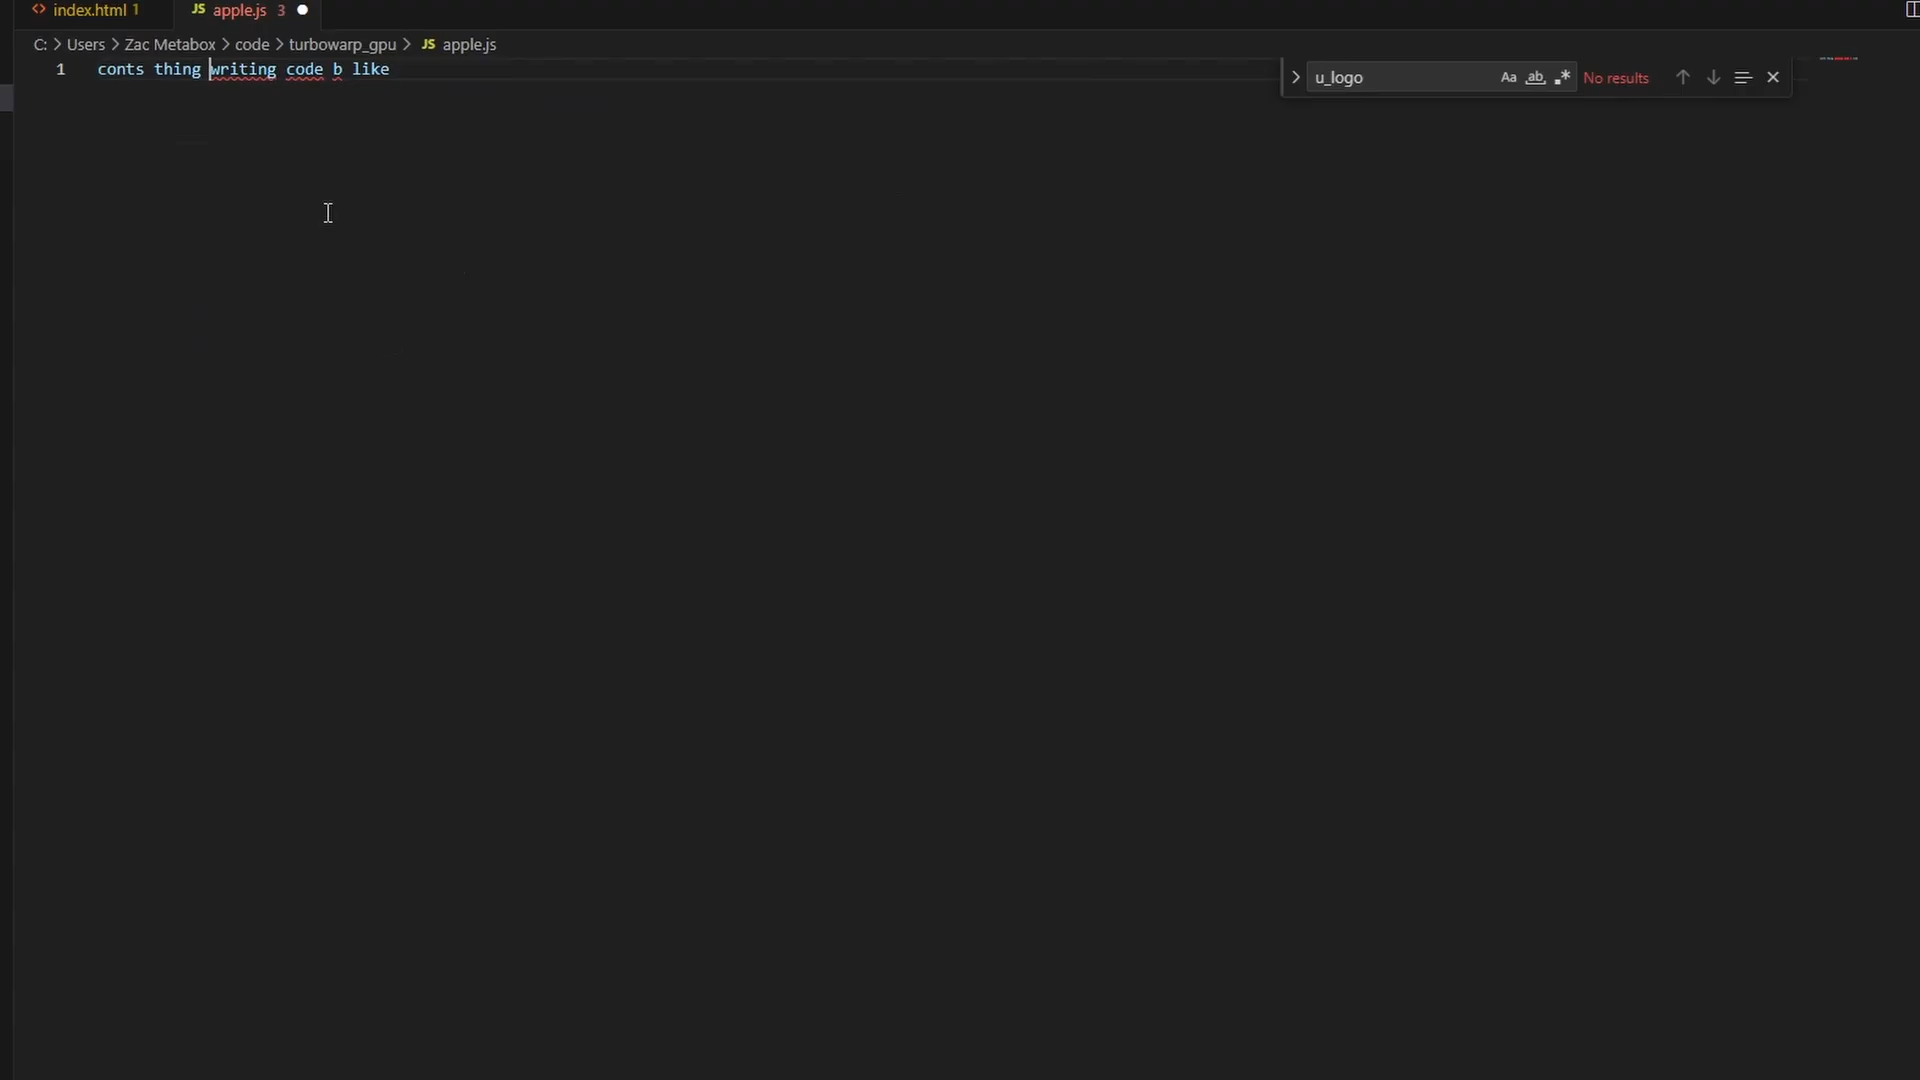 index.html 1
JS apple.js 3
C: > Users > Zac Metabox > code > turbowarp_gpu > JS apple.js
1 conts thing writing code b like
u_logo Aa ab .* No results